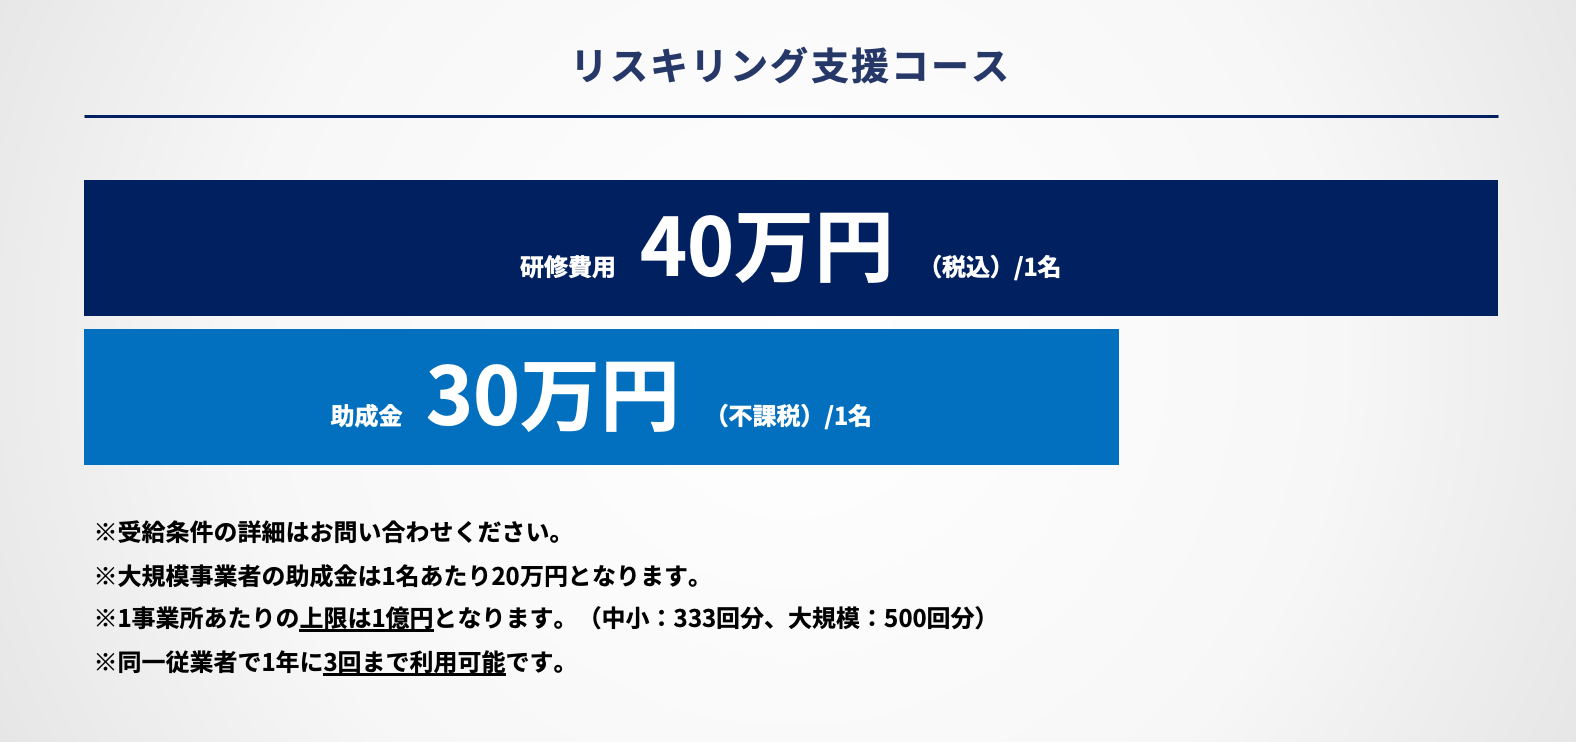 リスキリング支援コース
研修費用 40万円 （税込）/1名
助成金 30万円 （不課税）/1名
※受給条件の詳細はお問い合わせください。
※大規模事業者の助成金は1名あたり20万円となります。
※1事業所あたりの上限は1億円となります。（中小：333回分、大規模：500回分）
※同一従業者で1年に3回まで利用可能です。